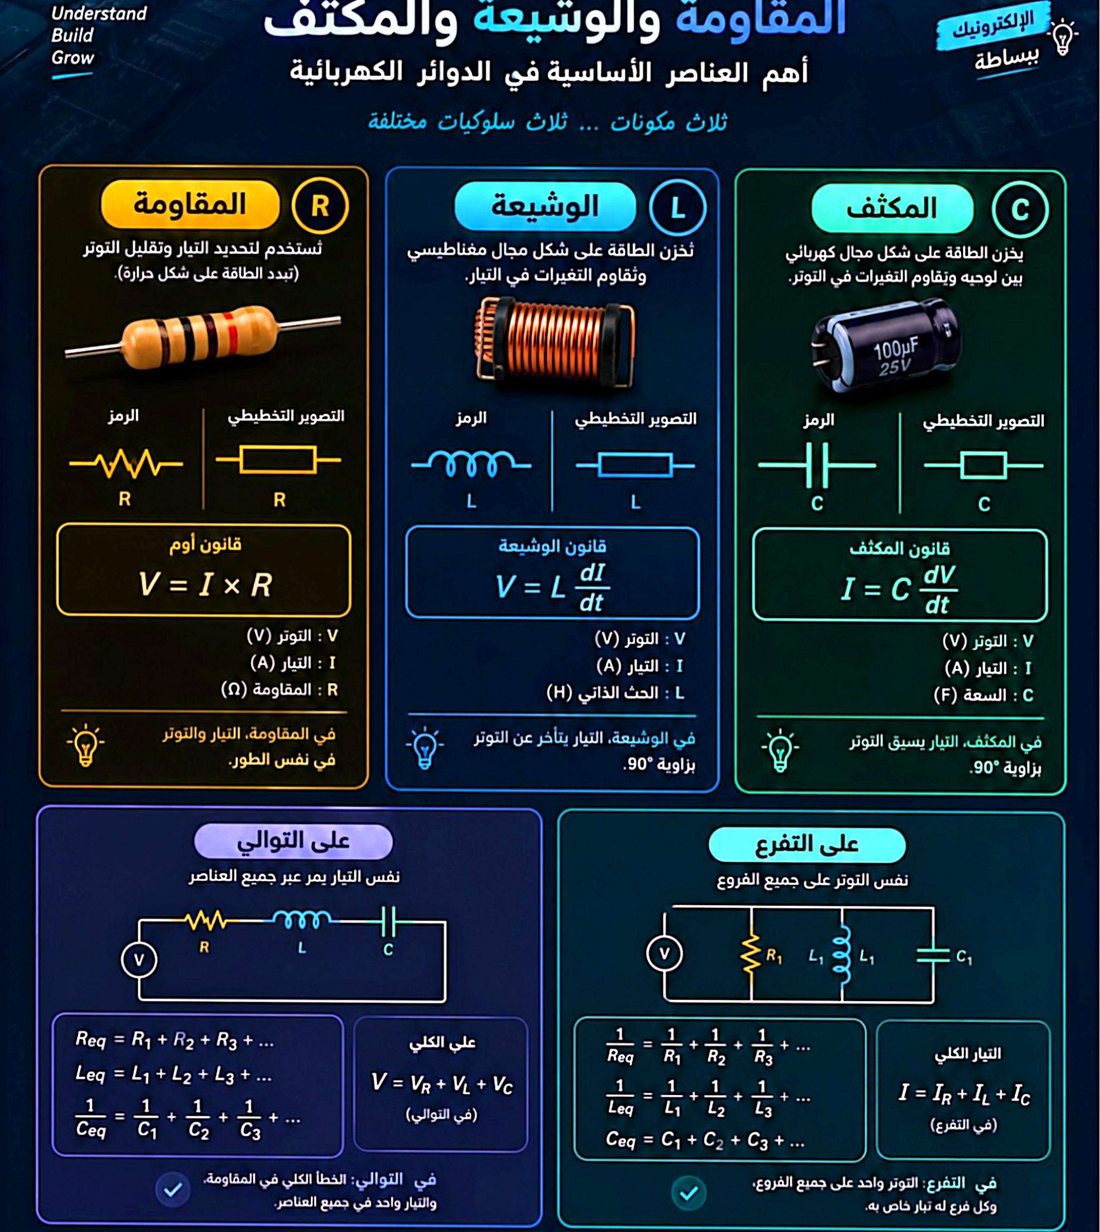 Understand
Build
Grow
المقاومة والوشيعة والمكثف
أهم العناصر الأساسية في الدوائر الكهربائية
ثلاث مكونات ... ثلاث سلوكيات مختلفة
الإلكترونيك
ببساطة
المقاومة R
تُستخدم لتحديد التيار وتقليل التوتر
(تبدد الطاقة على شكل حرارة).
الرمز
التصوير التخطيطي
R
R
قانون أوم
V = I × R
V : التوتر (V)
I : التيار (A)
R : المقاومة (Ω)
في المقاومة، التيار والتوتر
في نفس الطور.
الوشيعة L
تُخزن الطاقة على شكل مجال مغناطيسي
وتُقاوم التغيرات في التيار.
الرمز
التصوير التخطيطي
L
L
قانون الوشيعة
V = L dI/dt
V : التوتر (V)
I : التيار (A)
L : الحث الذاتي (H)
في الوشيعة، التيار يتأخر عن التوتر
بزاوية 90°.
المكثف C
يخزن الطاقة على شكل مجال كهربائي
بين لوحيه ويُقاوم التغيرات في التوتر.
100µF
25V
الرمز
التصوير التخطيطي
C
C
قانون المكثف
I = C dV/dt
V : التوتر (V)
I : التيار (A)
C : السعة (F)
في المكثف، التيار يسبق التوتر
بزاوية 90°.
على التوالي
نفس التيار يمر عبر جميع العناصر
V
R
L
C
Req = R1 + R2 + R3 + ...
Leq = L1 + L2 + L3 + ...
1/Ceq = 1/C1 + 1/C2 + 1/C3 + ...
علي الكلي
V = VR + VL + VC
(في التوالي)
في التوالي: الخطأ الكلي في المقاومة،
والتيار واحد في جميع العناصر.
على التفرع
نفس التوتر على جميع الفروع
V
R1
L1
L1
C1
1/Req = 1/R1 + 1/R2 + 1/R3 + ...
1/Leq = 1/L1 + 1/L2 + 1/L3 + ...
Ceq = C1 + C2 + C3 + ...
التيار الكلي
I = IR + IL + IC
(في التفرع)
في التفرع: التوتر واحد على جميع الفروع،
وكل فرع له تيار خاص به.